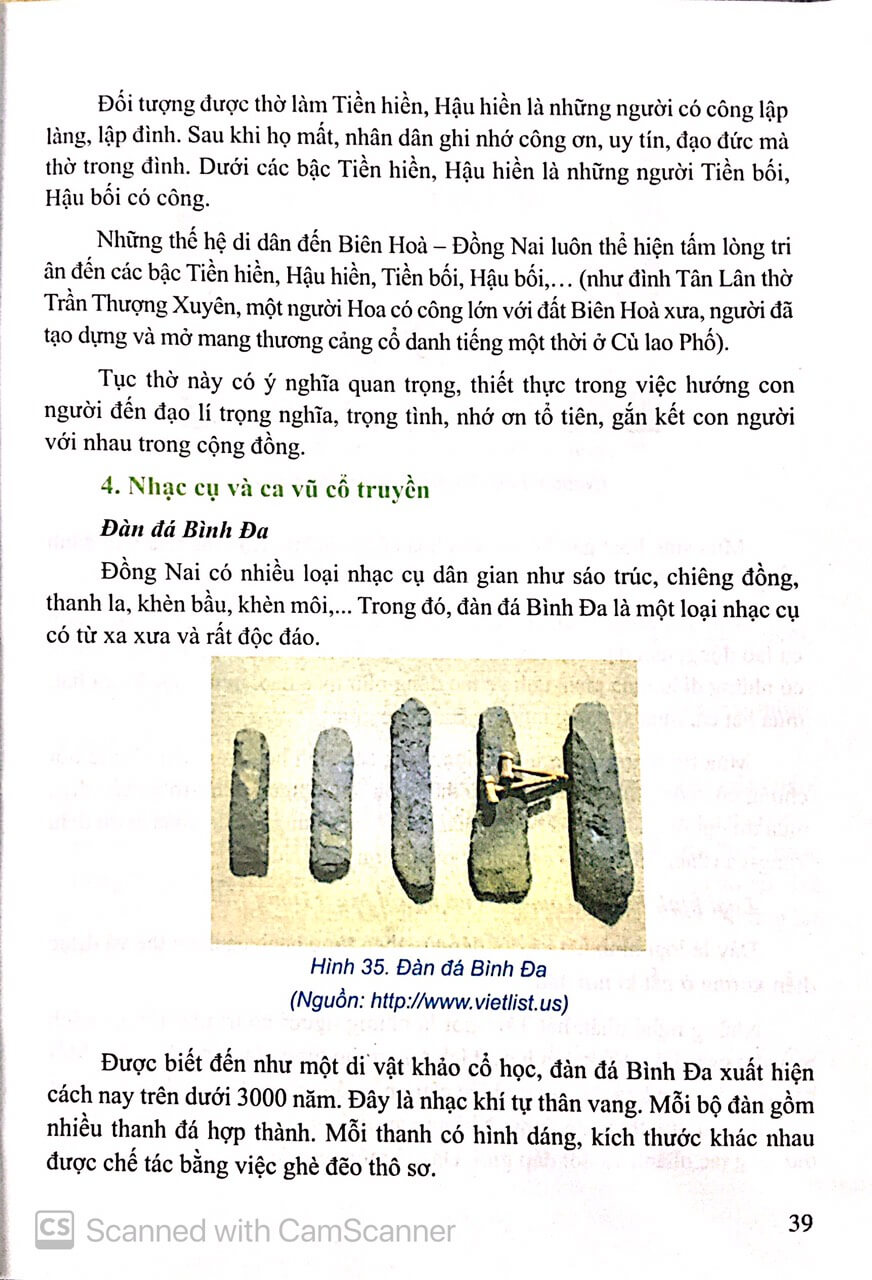 Đối tượng được thờ làm Tiền hiền, Hậu hiền là những người có công lập
làng, lập đình. Sau khi họ mất, nhân dân ghi nhớ công ơn, uy tín, đạo đức mà
thờ trong đình. Dưới các bậc Tiền hiền, Hậu hiền là những người Tiền bối,
Hậu bối có công.
Những thế hệ di dân đến Biên Hoà – Đồng Nai luôn thể hiện tấm lòng tri
ân đến các bậc Tiền hiền, Hậu hiền, Tiền bối, Hậu bối,… (như đình Tân Lân thờ
Trần Thượng Xuyên, một người Hoa có công lớn với đất Biên Hoà xưa, người đã
tạo dựng và mở mang thương cảng cổ danh tiếng một thời ở Cù lao Phố).
Tục thờ này có ý nghĩa quan trọng, thiết thực trong việc hướng con
người đến đạo lí trọng nghĩa, trọng tình, nhớ ơn tổ tiên, gắn kết con người
với nhau trong cộng đồng.
4. Nhạc cụ và ca vũ cổ truyền
Đàn đá Bình Đa
Đồng Nai có nhiều loại nhạc cụ dân gian như sáo trúc, chiêng đồng,
thanh la, khèn bầu, khèn môi,... Trong đó, đàn đá Bình Đa là một loại nhạc cụ
có từ xa xưa và rất độc đáo.
Hình 35. Đàn đá Bình Đa
(Nguồn: http://www.vietlist.us)
Được biết đến như một di vật khảo cổ học, đàn đá Bình Đa xuất hiện
cách nay trên dưới 3000 năm. Đây là nhạc khí tự thân vang. Mỗi bộ đàn gồm
nhiều thanh đá hợp thành. Mỗi thanh có hình dáng, kích thước khác nhau
được chế tác bằng việc ghè đẽo thô sơ.
39
CS Scanned with CamScanner